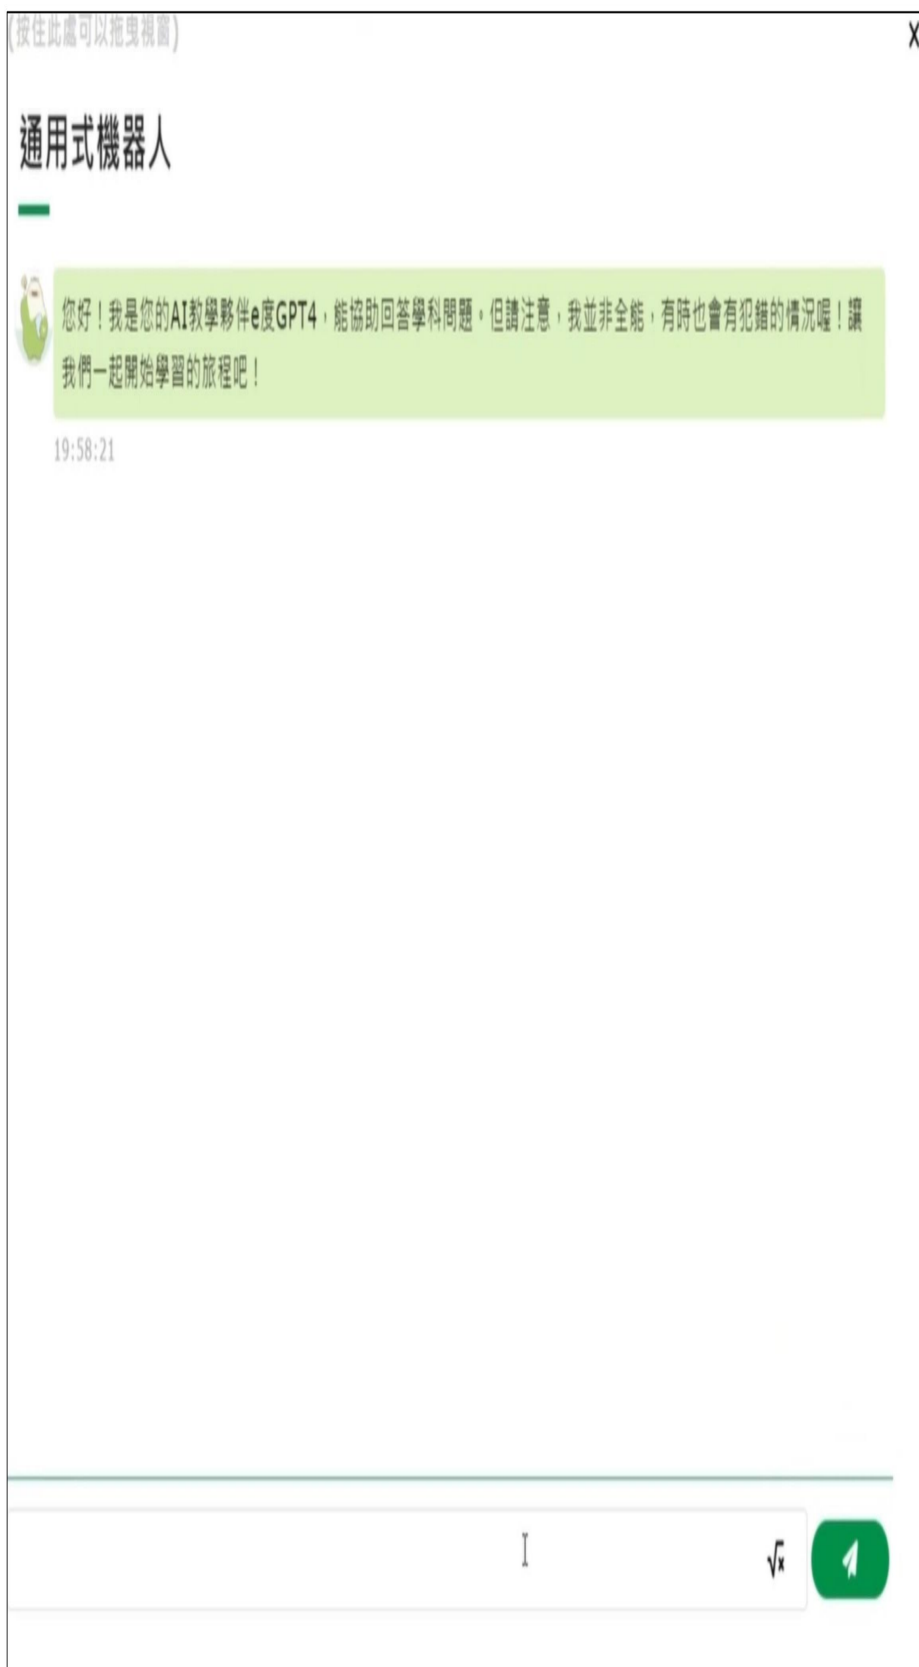 (按住此處可以拖曳視窗)
x
通用式機器人
您好！我是您的AI教學夥伴e度GPT4，能協助回答學科問題。但請注意，我並非全能，有時也會有犯錯的情況喔！讓
我們一起開始學習的旅程吧！
19:58:21
√x